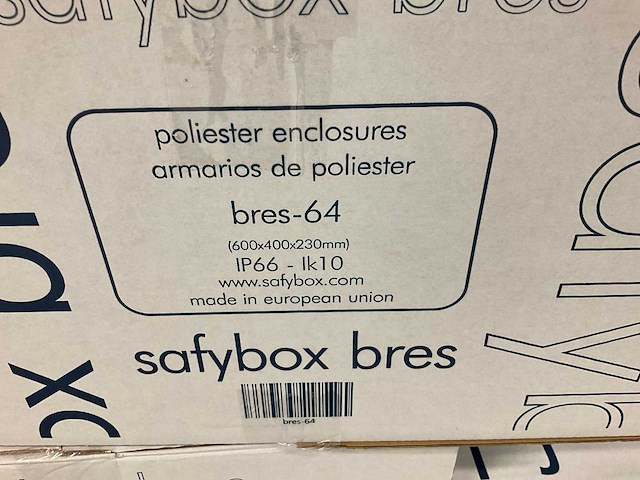 safybox bres
poliester enclosures
armarios de poliester
bres-64
(600x400x230mm)
IP66 - Ik10
www.safybox.com
made in european union
safybox bres
bres-64